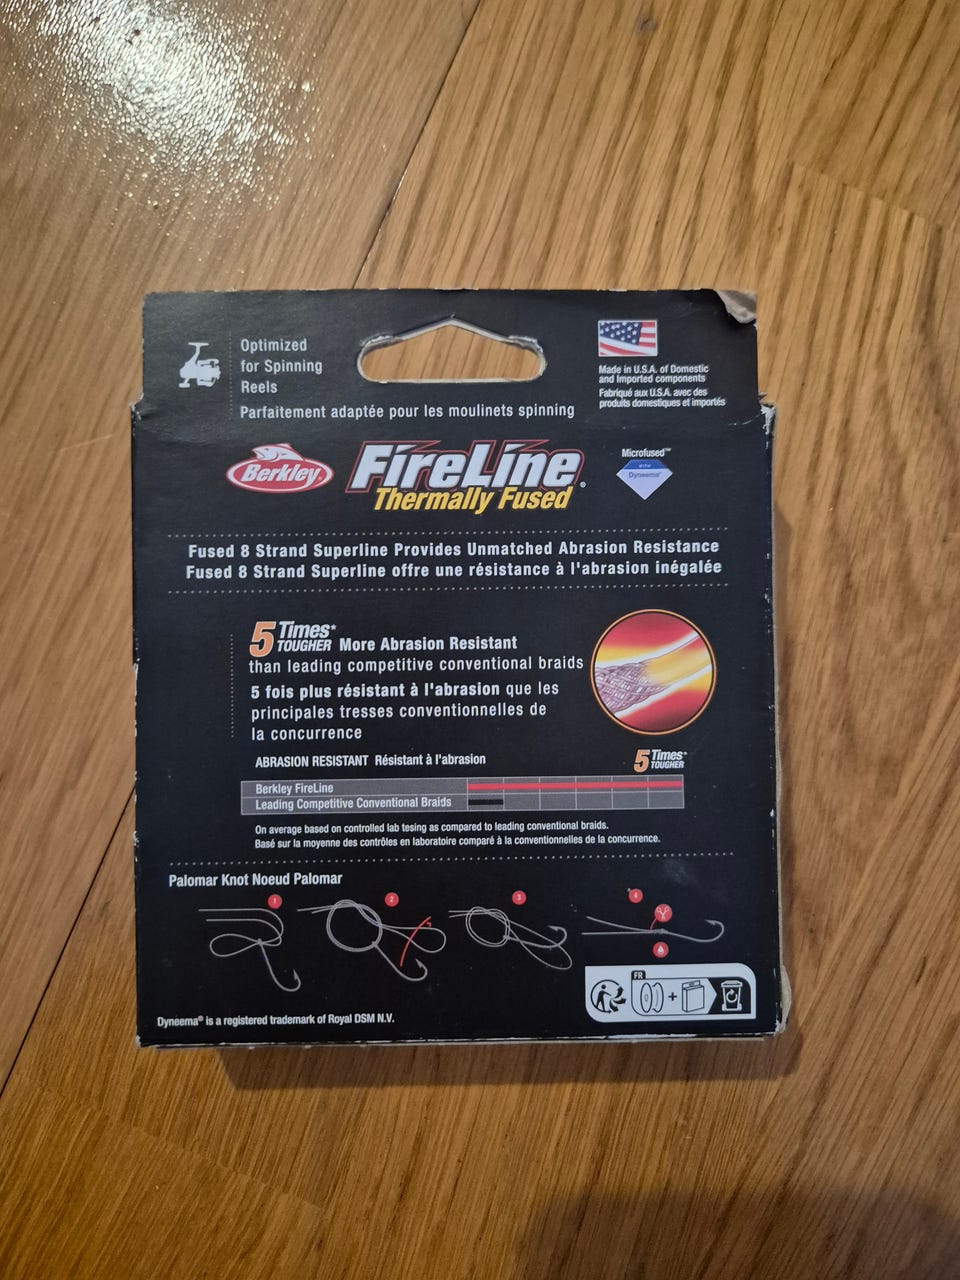 Optimized
for Spinning
Reels
Parfaitement adaptée pour les moulinets spinning
Made in U.S.A. of Domestic
and Imported components
Fabriqué aux U.S.A. avec des
produits domestiques et importés
Berkley®
FireLine®
Thermally Fused
Microfused™
WITH
Dyneema®
Fused 8 Strand Superline Provides Unmatched Abrasion Resistance
Fused 8 Strand Superline offre une résistance à l'abrasion inégalée
5 Times* TOUGHER More Abrasion Resistant
than leading competitive conventional braids
5 fois plus résistant à l'abrasion que les
principales tresses conventionnelles de
la concurrence
ABRASION RESISTANT Résistant à l'abrasion
5 Times* TOUGHER
Berkley FireLine
Leading Competitive Conventional Braids
On average based on controlled lab tesing as compared to leading conventional braids.
Basé sur la moyenne des contrôles en laboratoire comparé à la conventionnelles de la concurrence.
Palomar Knot Noeud Palomar
1
2
3
4
FR
+
Dyneema® is a registered trademark of Royal DSM N.V.